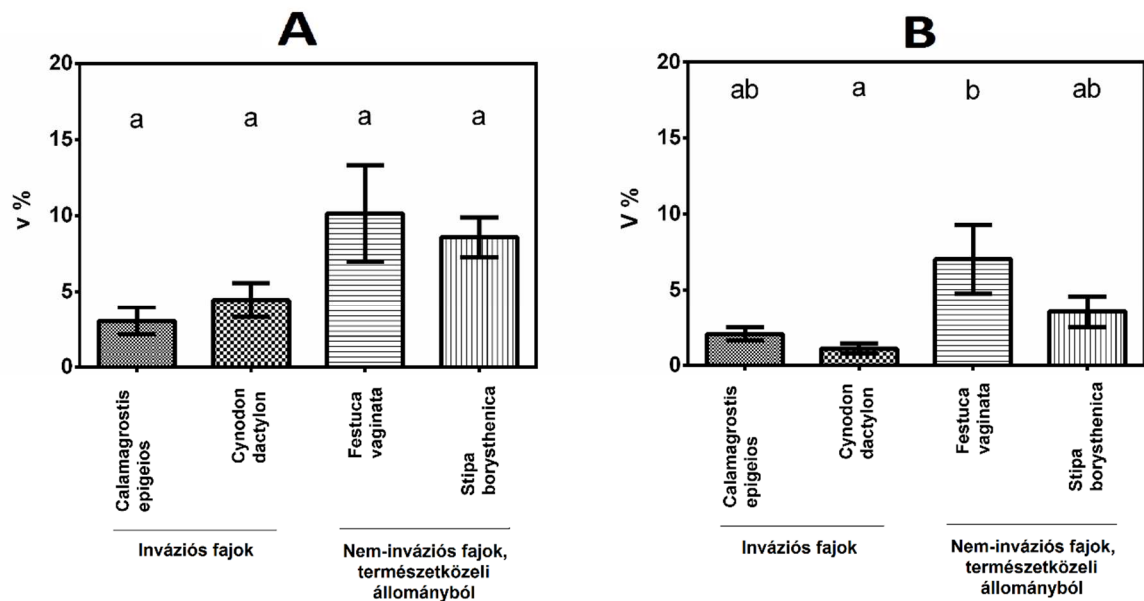 A
20
15
10
5
0
v %
a a a a
Calamagrostis
epigeios
Cynodon
dactylon
Festuca
vaginata
Stipa
borysthenica
Inváziós fajok
Nem-inváziós fajok,
természetközeli
állományból
B
20
15
10
5
0
V %
ab a b ab
Calamagrostis
epigeios
Cynodon
dactylon
Festuca
vaginata
Stipa
borysthenica
Inváziós fajok
Nem-inváziós fajok,
természetközeli
állományból